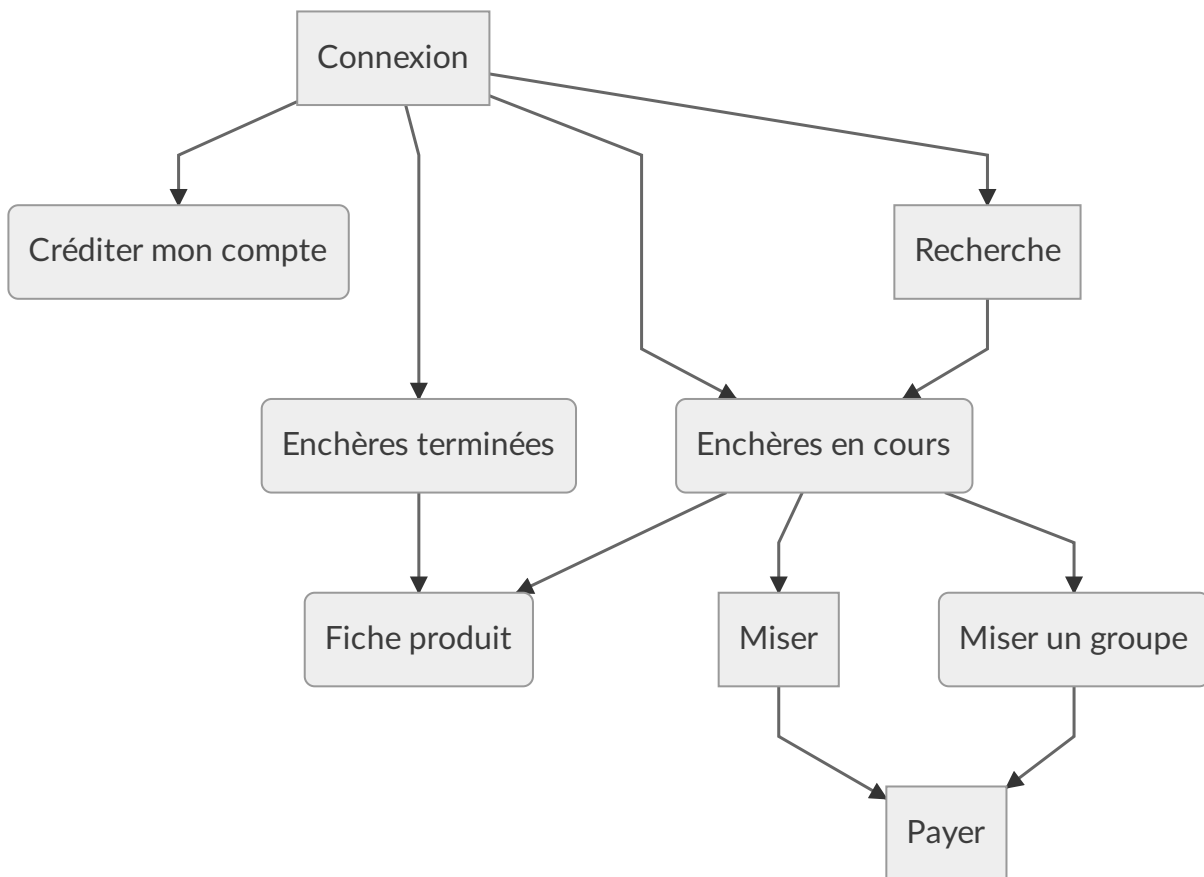 Connexion
Créditer mon compte
Recherche
Enchères terminées
Enchères en cours
Fiche produit
Miser
Miser un groupe
Payer